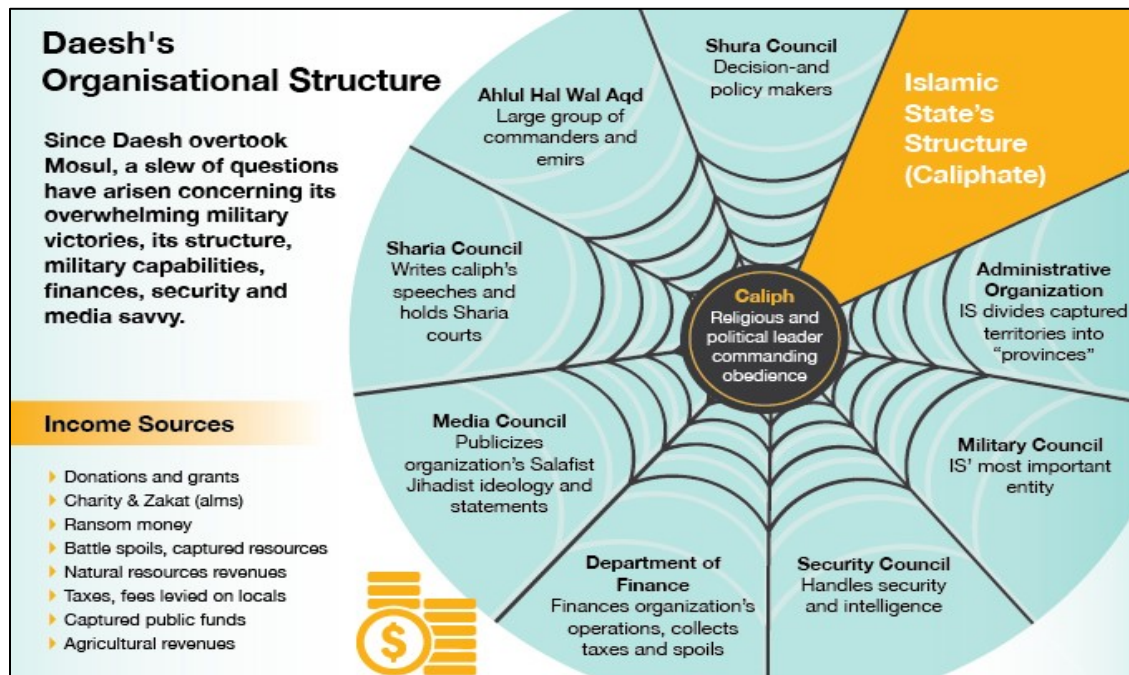 Daesh's
Organisational Structure
Since Daesh overtook
Mosul, a slew of questions
have arisen concerning its
overwhelming military
victories, its structure,
military capabilities,
finances, security and
media savvy.
Income Sources
Donations and grants
Charity & Zakat (alms)
Ransom money
Battle spoils, captured resources
Natural resources revenues
Taxes, fees levied on locals
Captured public funds
Agricultural revenues
$
Shura Council
Decision-and
policy makers
Islamic
State's
Structure
(Caliphate)
Ahlul Hal Wal Aqd
Large group of
commanders and
emirs
Sharia Council
Writes caliph's
speeches and
holds Sharia
courts
Caliph
Religious and
political leader
commanding
obedience
Administrative
Organization
IS divides captured
territories into
“provinces”
Media Council
Publicizes
organization's Salafist
Jihadist ideology and
statements
Military Council
IS' most important
entity
Department of
Finance
Finances organization's
operations, collects
taxes and spoils
Security Council
Handles security
and intelligence